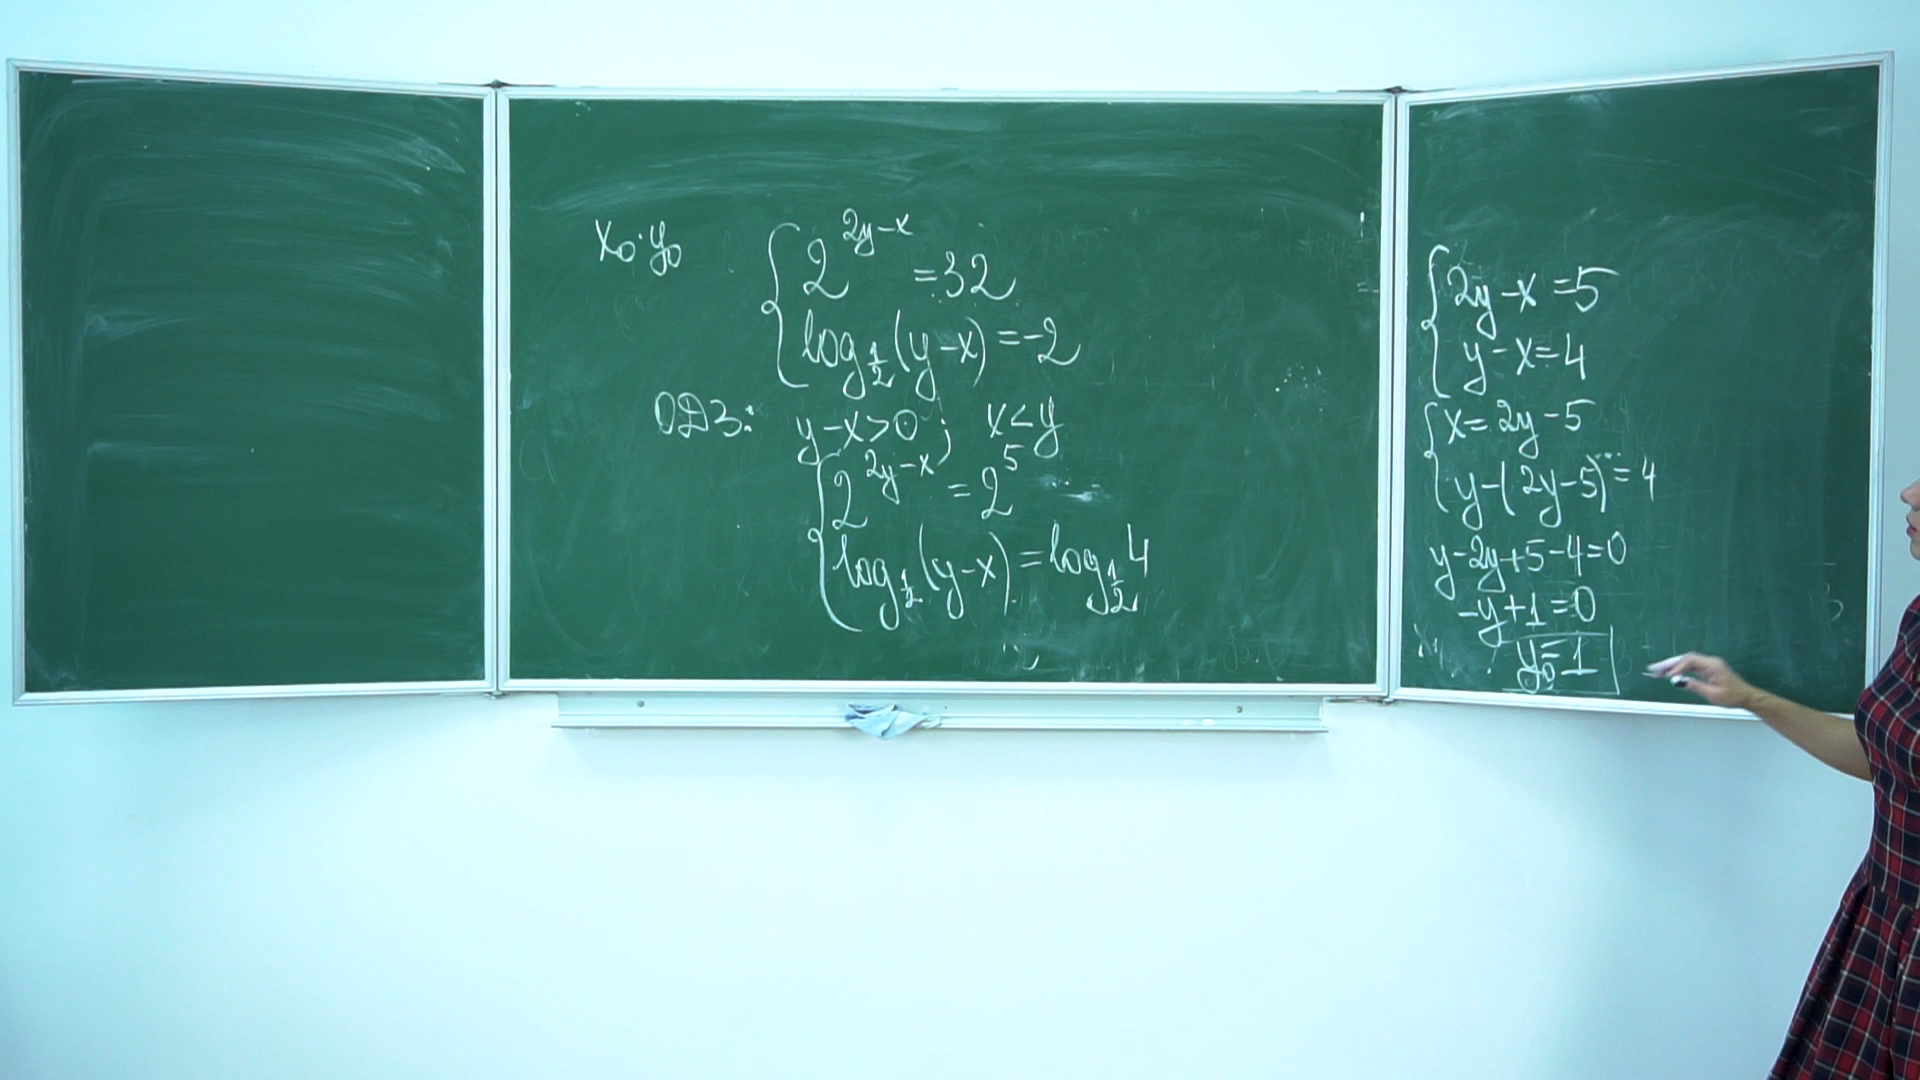 x₀·y₀
{ 2^(2y-x) = 32
{ log_(1/2) (y-x) = -2
ОДЗ: y-x>0; x<y
{ 2^(2y-x) = 2^5
{ log_(1/2) (y-x) = log_(1/2) 4
{ 2y-x=5
{ y-x=4
{ x=2y-5
{ y-(2y-5)=4
y-2y+5-4=0
-y+1=0
y₀=1